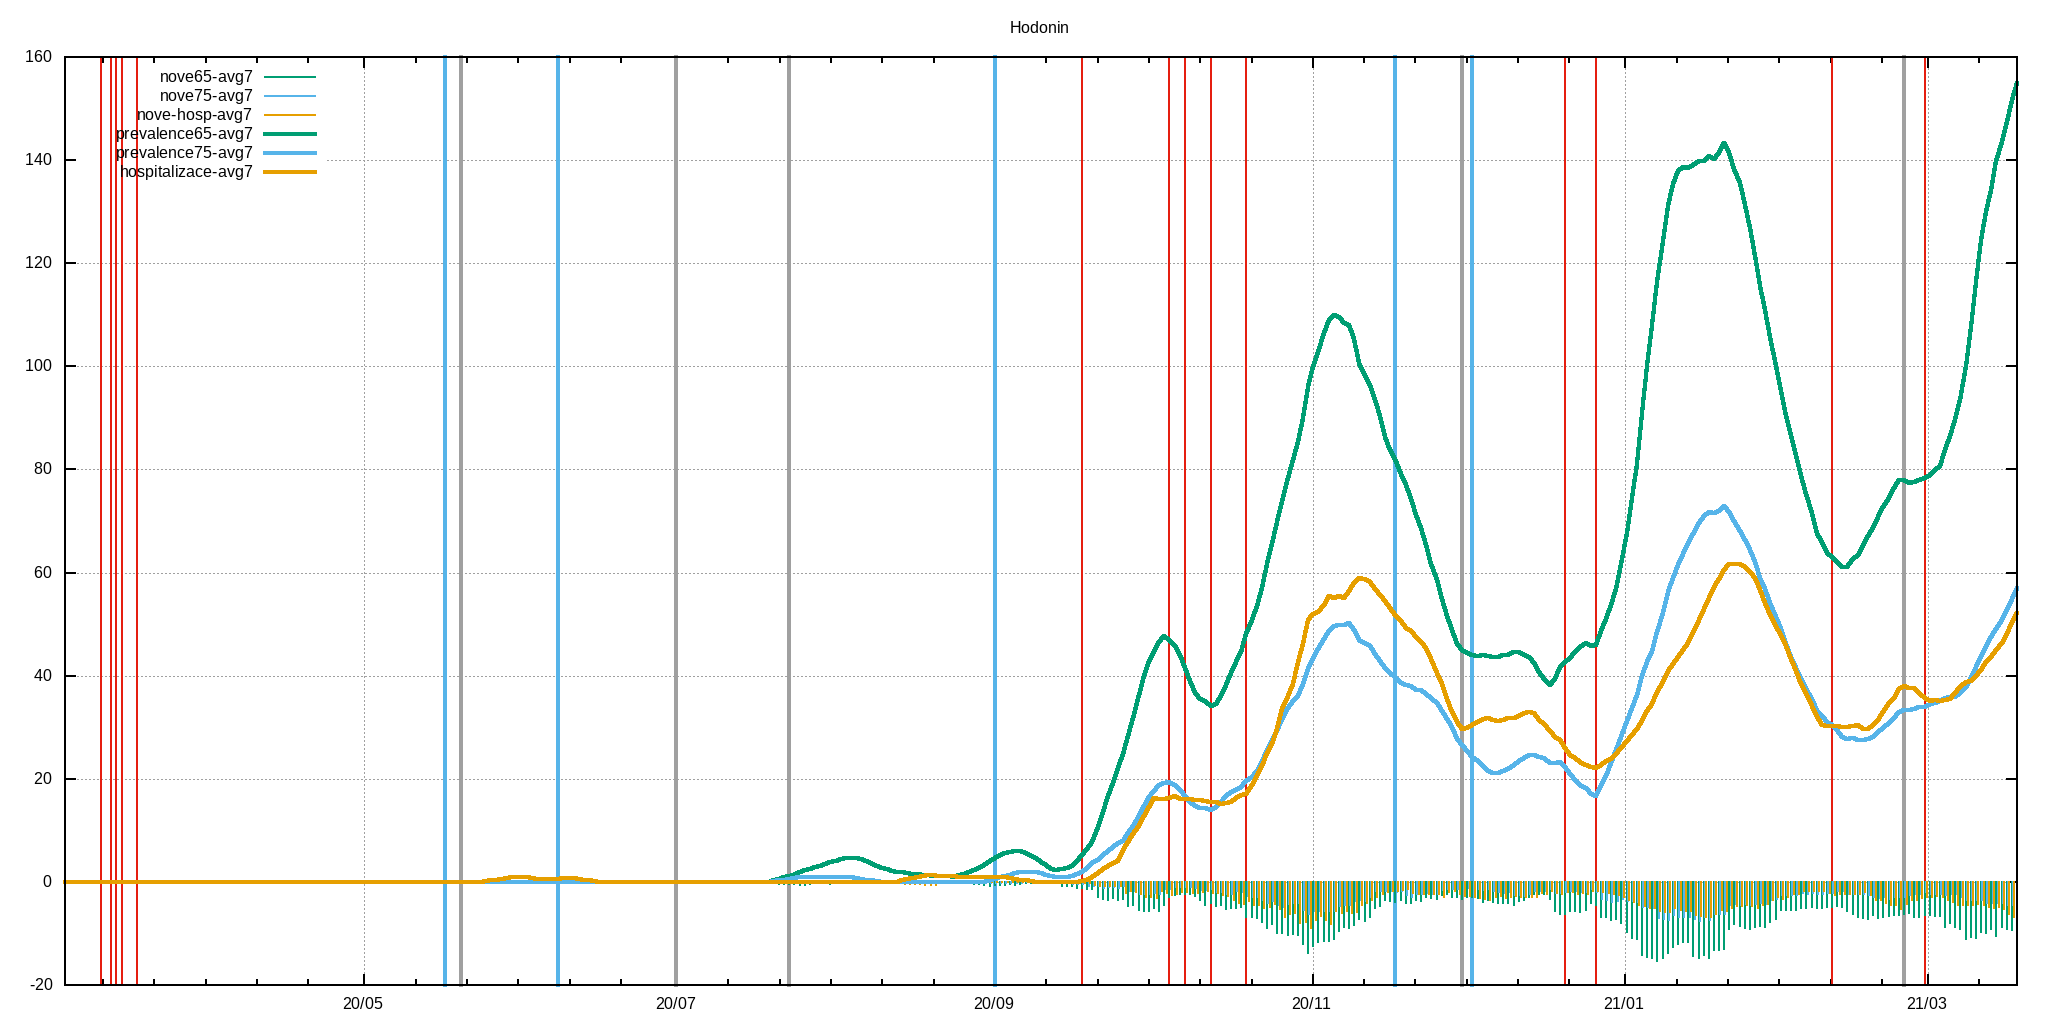 Hodonin
160
140
120
100
80
60
40
20
0
-20
nove65-avg7
nove75-avg7
nove-hosp-avg7
prevalence65-avg7
prevalence75-avg7
hospitalizace-avg7
20/05
20/07
20/09
20/11
21/01
21/03